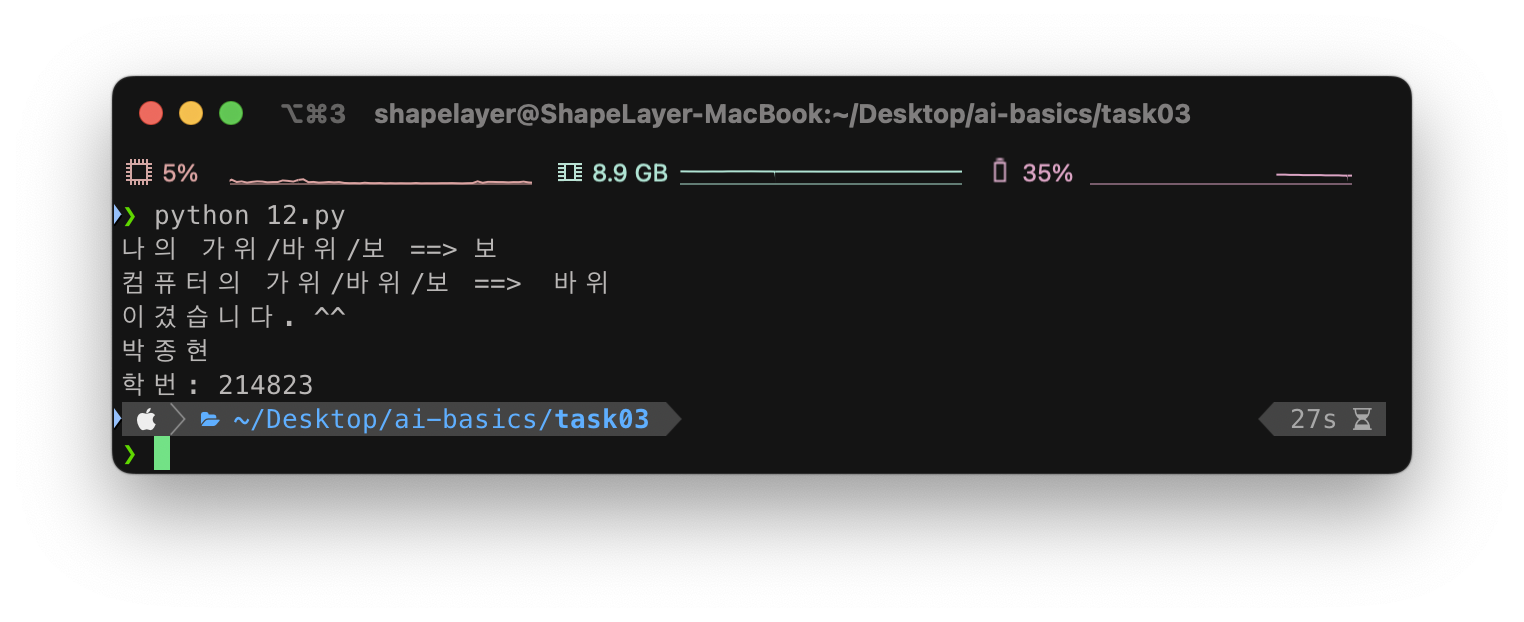 ⌥⌘3 shapelayer@ShapeLayer-MacBook:~/Desktop/ai-basics/task03
5% 8.9 GB 35%
❯ python 12.py
나의 가위/바위/보 ==> 보
컴퓨터의 가위/바위/보 ==>  바위
이겼습니다. ^^
박종현
학번: 214823
~/Desktop/ai-basics/task03 27s
❯